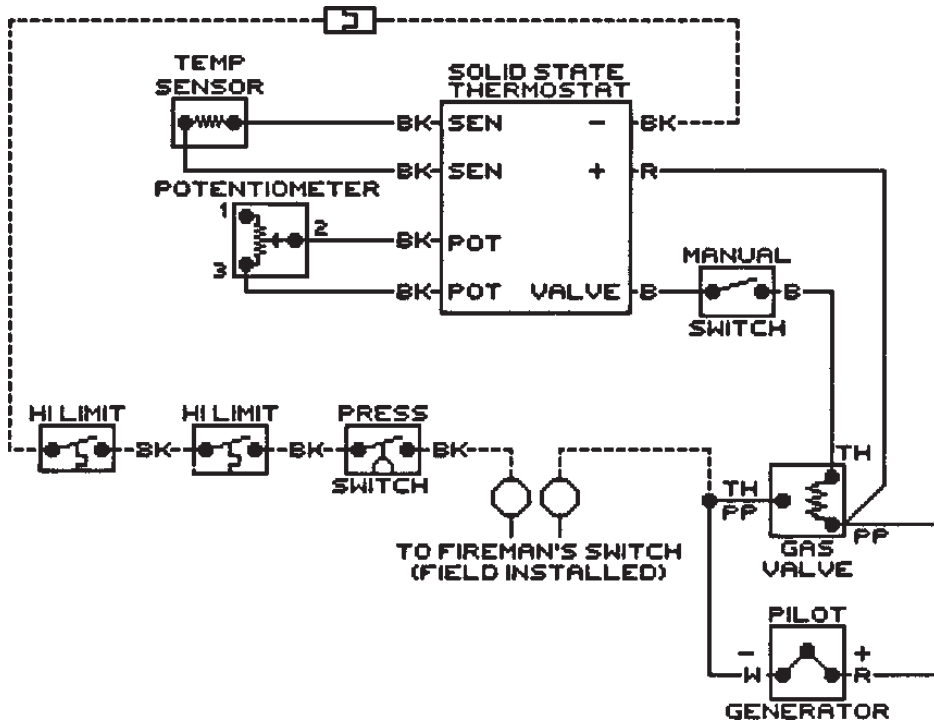 TEMP
SENSOR
SOLID STATE
THERMOSTAT
BK SEN - BK
BK SEN + R
POTENTIOMETER
1
2
BK POT
3
BK POT VALVE B
MANUAL
B
SWITCH
HI LIMIT HI LIMIT PRESS
BK BK BK
SWITCH
TH
TH
PP
PP
TO FIREMAN'S SWITCH
(FIELD INSTALLED)
GAS
VALVE
PILOT
- +
W R
GENERATOR